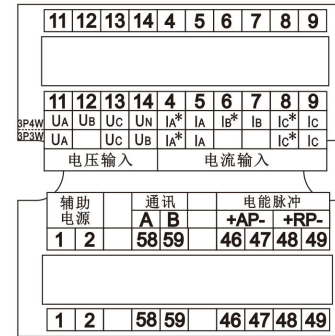 11 12 13 14 4 5 6 7 8 9
11 12 13 14 4 5 6 7 8 9
3P4W UA UB UC UN IA* IA IB* IB IC* IC
3P3W UA UC UB IA* IA IC* IC
电压输入 电流输入
辅助电源 通讯 电能脉冲
A B +AP- +RP-
1 2 58 59 46 47 48 49
1 2 58 59 46 47 48 49